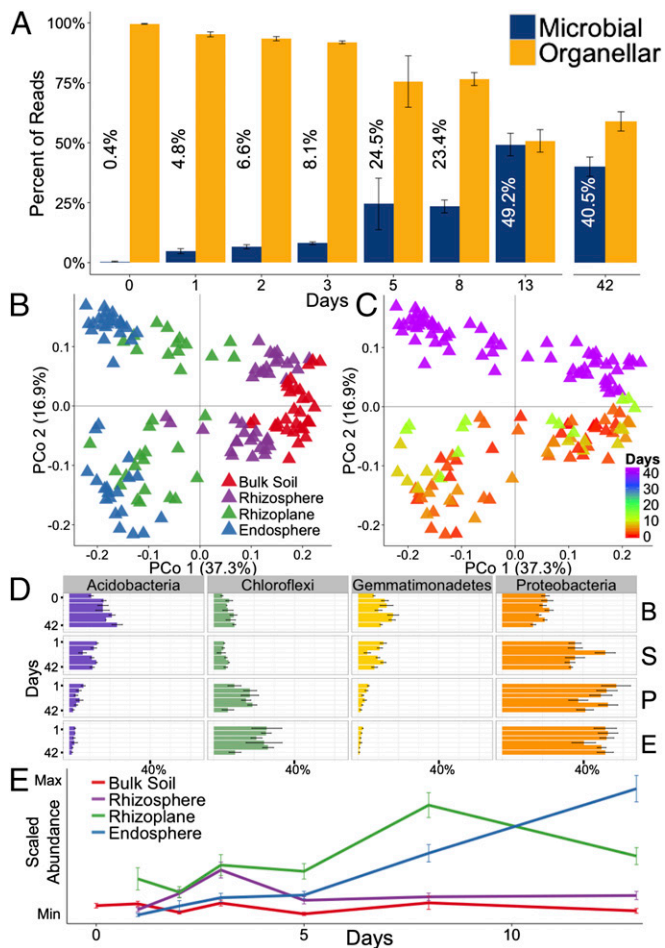 A
Microbial
Organellar
Percent of Reads
100%
75%
50%
25%
0%
0.4%
4.8%
6.6%
8.1%
24.5%
23.4%
49.2%
40.5%
0 1 2 3 5 8 13 42
Days
B
PCo 2 (16.9%)
0.1
0.0
-0.1
-0.2
Bulk Soil
Rhizosphere
Rhizoplane
Endosphere
-0.2 -0.1 0.0 0.1 0.2
PCo 1 (37.3%)
C
PCo 2 (16.9%)
0.1
0.0
-0.1
-0.2
Days
40
30
20
10
0
-0.2 -0.1 0.0 0.1 0.2
PCo 1 (37.3%)
D
Acidobacteria Chloroflexi Gemmatimonadetes Proteobacteria
Days
0
42
B
1
42
S
1
42
P
1
42
E
40% 40% 40% 40%
E
Scaled
Abundance
Max
Min
Bulk Soil
Rhizosphere
Rhizoplane
Endosphere
0 5 10
Days